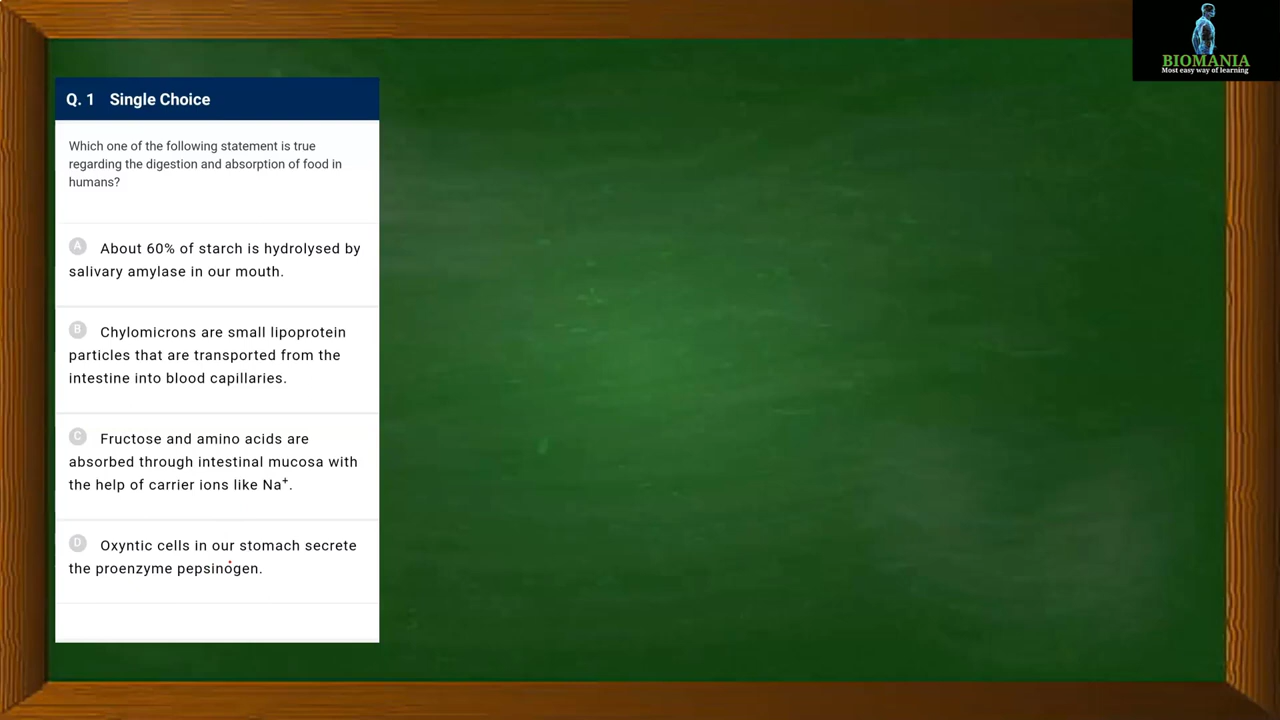 BIOMANIA
Most easy way of learning
Q. 1 Single Choice
Which one of the following statement is true
regarding the digestion and absorption of food in
humans?
A About 60% of starch is hydrolysed by
salivary amylase in our mouth.
B Chylomicrons are small lipoprotein
particles that are transported from the
intestine into blood capillaries.
C Fructose and amino acids are
absorbed through intestinal mucosa with
the help of carrier ions like Na⁺.
D Oxyntic cells in our stomach secrete
the proenzyme pepsinogen.